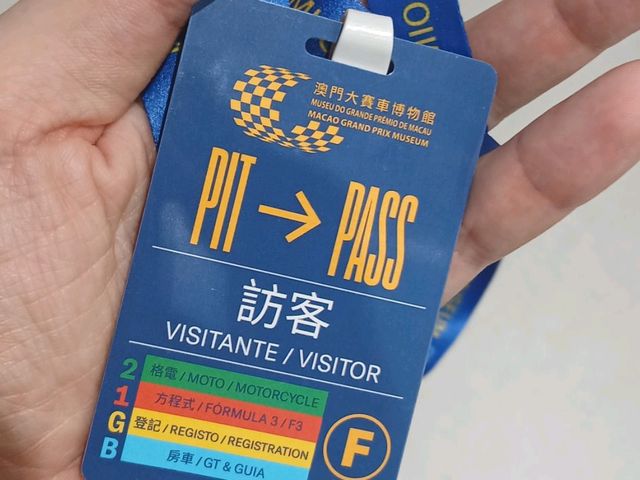 澳門大賽車博物館
MUSEU DO GRANDE PRÉMIO DE MACAU
MACAO GRAND PRIX MUSEUM
PIT → PASS
訪客
VISITANTE / VISITOR
2 格電 / MOTO / MOTORCYCLE
1 方程式 / FÓRMULA 3 / F3
G 登記 / REGISTO / REGISTRATION
B 房車 / GT & GUIA
F